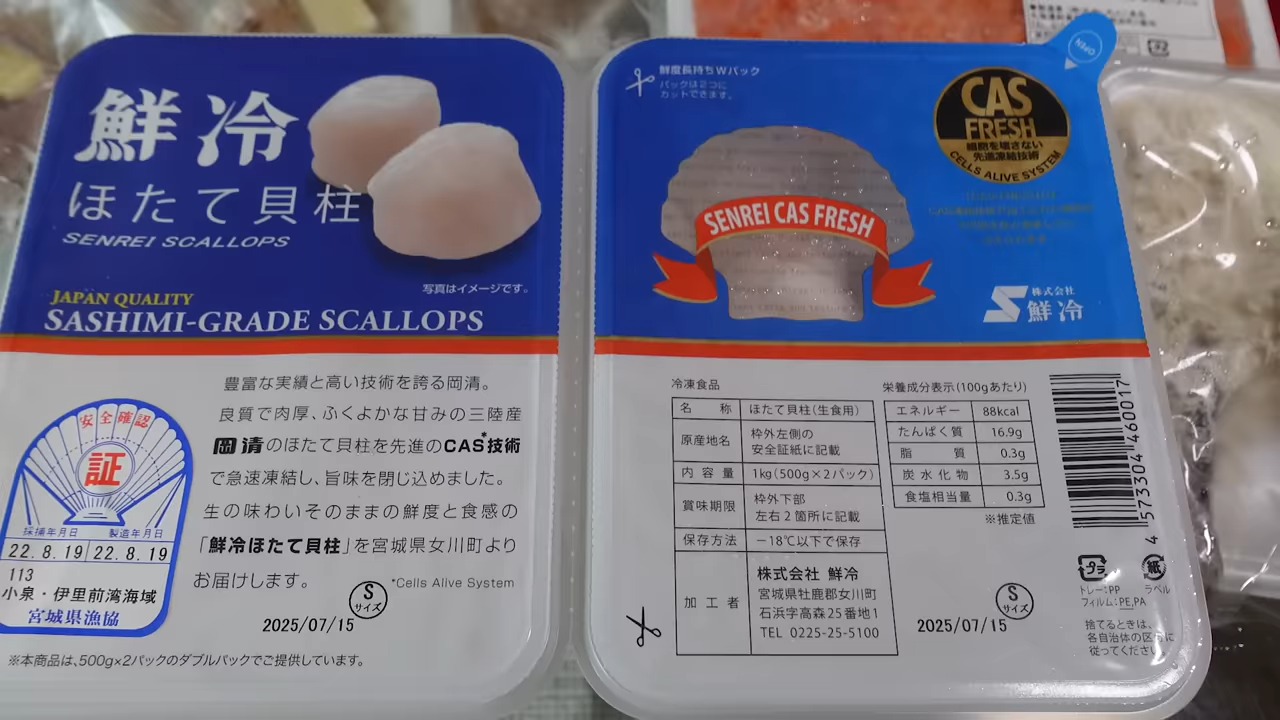 鮮冷
ほたて貝柱
SENREI SCALLOPS
写真はイメージです。
JAPAN QUALITY
SASHIMI-GRADE SCALLOPS
豊富な実績と高い技術を誇る岡清。
良質で肉厚、ふくよかな甘みの三陸産
岡清のほたて貝柱を先進のCAS*技術
で急速凍結し、旨味を閉じ込めました。
生の味わいそのままの鮮度と食感の
「鮮冷ほたて貝柱」を宮城県女川町より
お届けします。
*Cells Alive System
S
サイズ
2025/07/15
安全確認
証
採捕年月日 製造年月日
22.8.19 22.8.19
113
小泉・伊里前湾海域
宮城県漁協
※本商品は、500g×2パックのダブルパックでご提供しています。
鮮度長持ちWパック
パックは2つに
カットできます。
OPEN
CAS
FRESH
細胞を壊さない
先進凍結技術
CELLS ALIVE SYSTEM
SENREI CAS FRESH
株式会社
鮮冷
冷凍食品
名称 ほたて貝柱(生食用)
原産地名 枠外左側の
安全証紙に記載
内容量 1kg(500g×2パック)
賞味期限 枠外下部
左右2箇所に記載
保存方法 −18℃以下で保存
加工者 株式会社 鮮冷
宮城県牡鹿郡女川町
石浜字高森25番地1
TEL 0225-25-5100
栄養成分表示(100gあたり)
エネルギー 88kcal
たんぱく質 16.9g
脂質 0.3g
炭水化物 3.5g
食塩相当量 0.3g
※推定値
S
サイズ
2025/07/15
4 573304 460017
プラ
トレー:PP
フィルム:PE,PA
紙
ラベル
捨てるときは、
各自治体の区分に
従ってください。